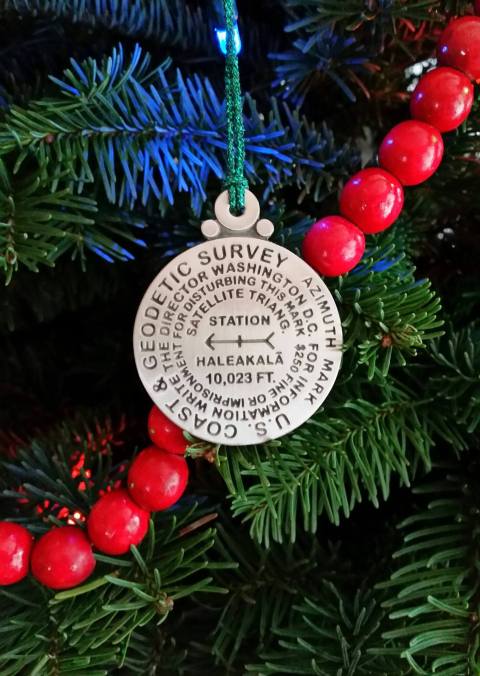 U.S. COAST & GEODETIC SURVEY AZIMUTH MARK
FOR INFORMATION WRITE THE DIRECTOR WASHINGTON D.C.
$250 FINE OR IMPRISONMENT FOR DISTURBING THIS MARK
SATELLITE TRIANG.
STATION
HALEAKALĀ
10,023 FT.